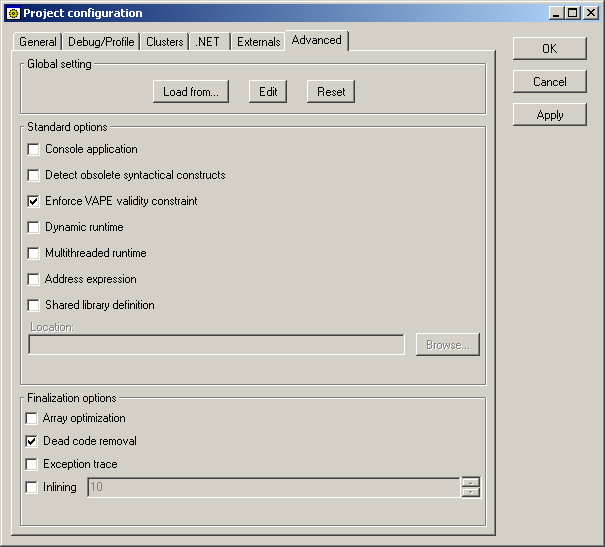 Project configuration
General Debug/Profile Clusters .NET Externals Advanced
OK
Cancel
Apply
Global setting
Load from... Edit Reset
Standard options
Console application
Detect obsolete syntactical constructs
Enforce VAPE validity constraint
Dynamic runtime
Multithreaded runtime
Address expression
Shared library definition
Location:
Browse...
Finalization options
Array optimization
Dead code removal
Exception trace
Inlining 10